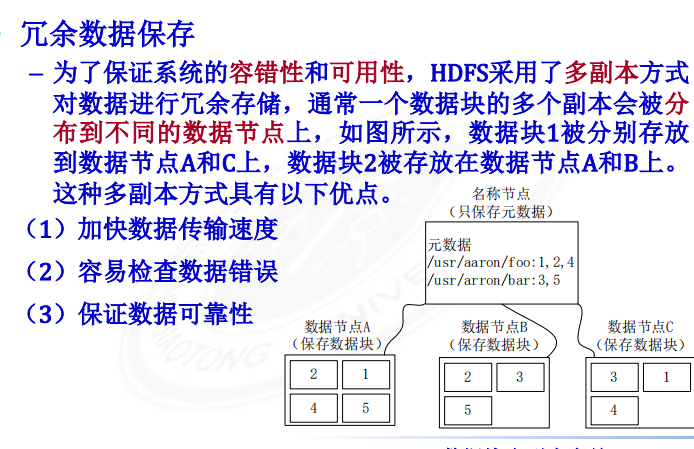 冗余数据保存
– 为了保证系统的容错性和可用性，HDFS采用了多副本方式
对数据进行冗余存储，通常一个数据块的多个副本会被分
布到不同的数据节点上，如图所示，数据块1被分别存放
到数据节点A和C上，数据块2被存放在数据节点A和B上。
这种多副本方式具有以下优点。
（1）加快数据传输速度
（2）容易检查数据错误
（3）保证数据可靠性
名称节点
（只保存元数据）
元数据
/usr/aaron/foo:1,2,4
/usr/arron/bar:3,5
数据节点A
（保存数据块）
2 1
4 5
数据节点B
（保存数据块）
2 3
5
数据节点C
（保存数据块）
3 1
4